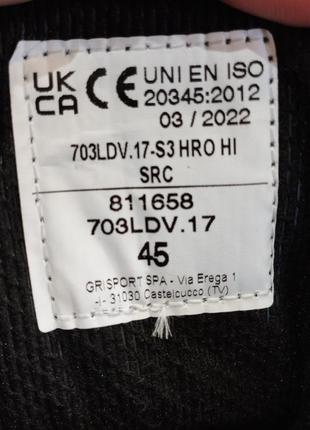 UK CA CE UNI EN ISO
20345:2012
03 / 2022
703LDV.17-S3 HRO HI
SRC
811658
703LDV.17
45
GRISPORT SPA - Via Erega 1
-I- 31030 Castelcucco (TV)